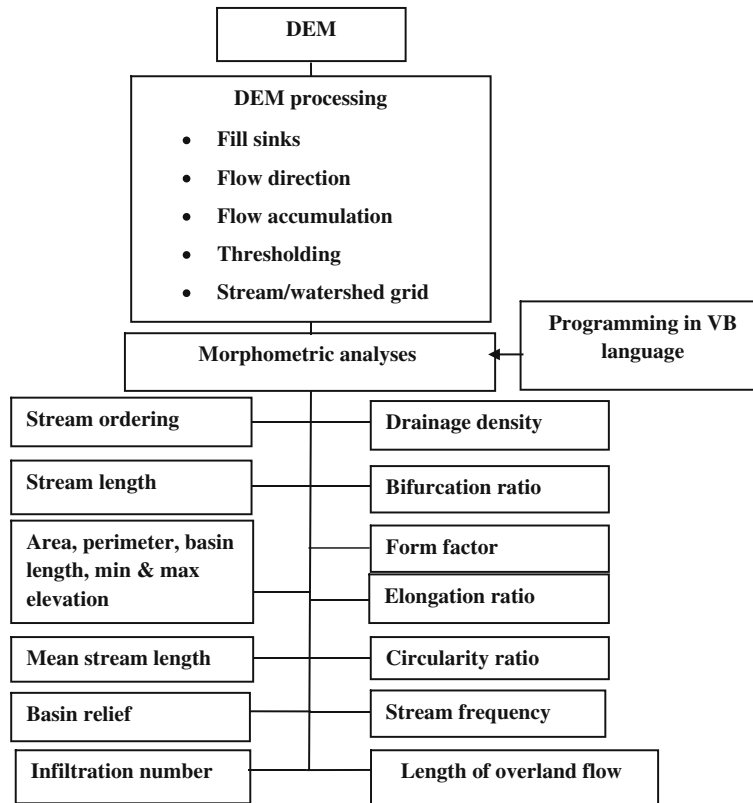 DEM
DEM processing
• Fill sinks
• Flow direction
• Flow accumulation
• Thresholding
• Stream/watershed grid
Programming in VB
language
Morphometric analyses
Stream ordering
Drainage density
Stream length
Bifurcation ratio
Area, perimeter, basin
length, min & max
elevation
Form factor
Elongation ratio
Mean stream length
Circularity ratio
Basin relief
Stream frequency
Infiltration number
Length of overland flow